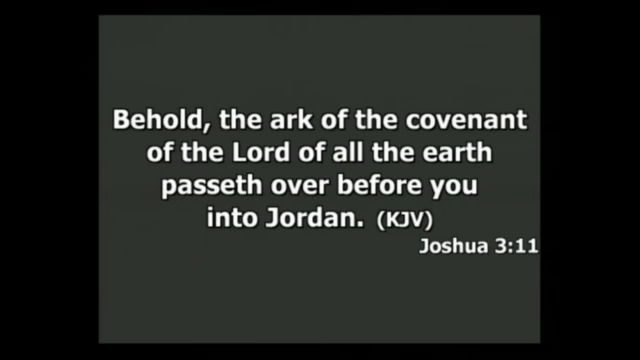 Behold, the ark of the covenant
of the Lord of all the earth
passeth over before you
into Jordan. (KJV)
Joshua 3:11